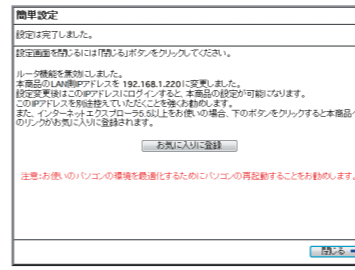 簡単設定
設定は完了しました。
設定画面を閉じるには「閉じる」ボタンをクリックしてください。
ルータ機能を無効にしました。
本商品のLAN側IPアドレスを 192.168.1.220 に変更しました。
設定変更後はこのIPアドレスにログインすると、本商品の設定が可能になります。
このIPアドレスを別途控えていただくことを強くお勧めします。
また、インターネットエクスプローラ5.5以上をお使いの場合、下のボタンをクリックすると本商品へ
のリンクがお気に入りに登録されます。
お気に入りに登録
注意:お使いのパソコンの環境を最適化するためにパソコンの再起動することをお勧めします。
閉じる